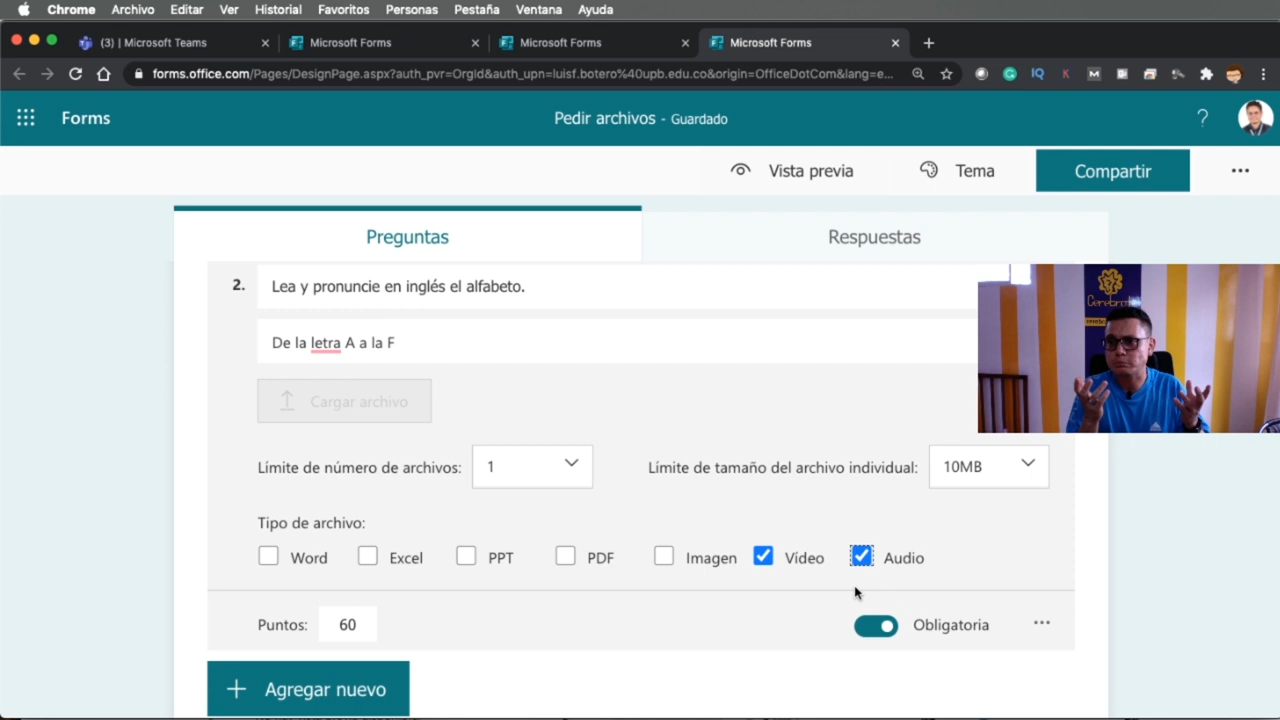 Chrome Archivo Editar Ver Historial Favoritos Personas Pestaña Ventana Ayuda
(3) | Microsoft Teams Microsoft Forms Microsoft Forms Microsoft Forms
forms.office.com/Pages/DesignPage.aspx?auth_pvr=OrgId&auth_upn=luisf.botero%40upb.edu.co&origin=OfficeDotCom&lang=e...
Forms Pedir archivos - Guardado ?
Vista previa Tema Compartir ...
Preguntas Respuestas
2. Lea y pronuncie en inglés el alfabeto.
De la letra A a la F
Cargar archivo
Límite de número de archivos: 1 Límite de tamaño del archivo individual: 10MB
Tipo de archivo:
Word Excel PPT PDF Imagen Vídeo Audio
Puntos: 60 Obligatoria ...
+ Agregar nuevo